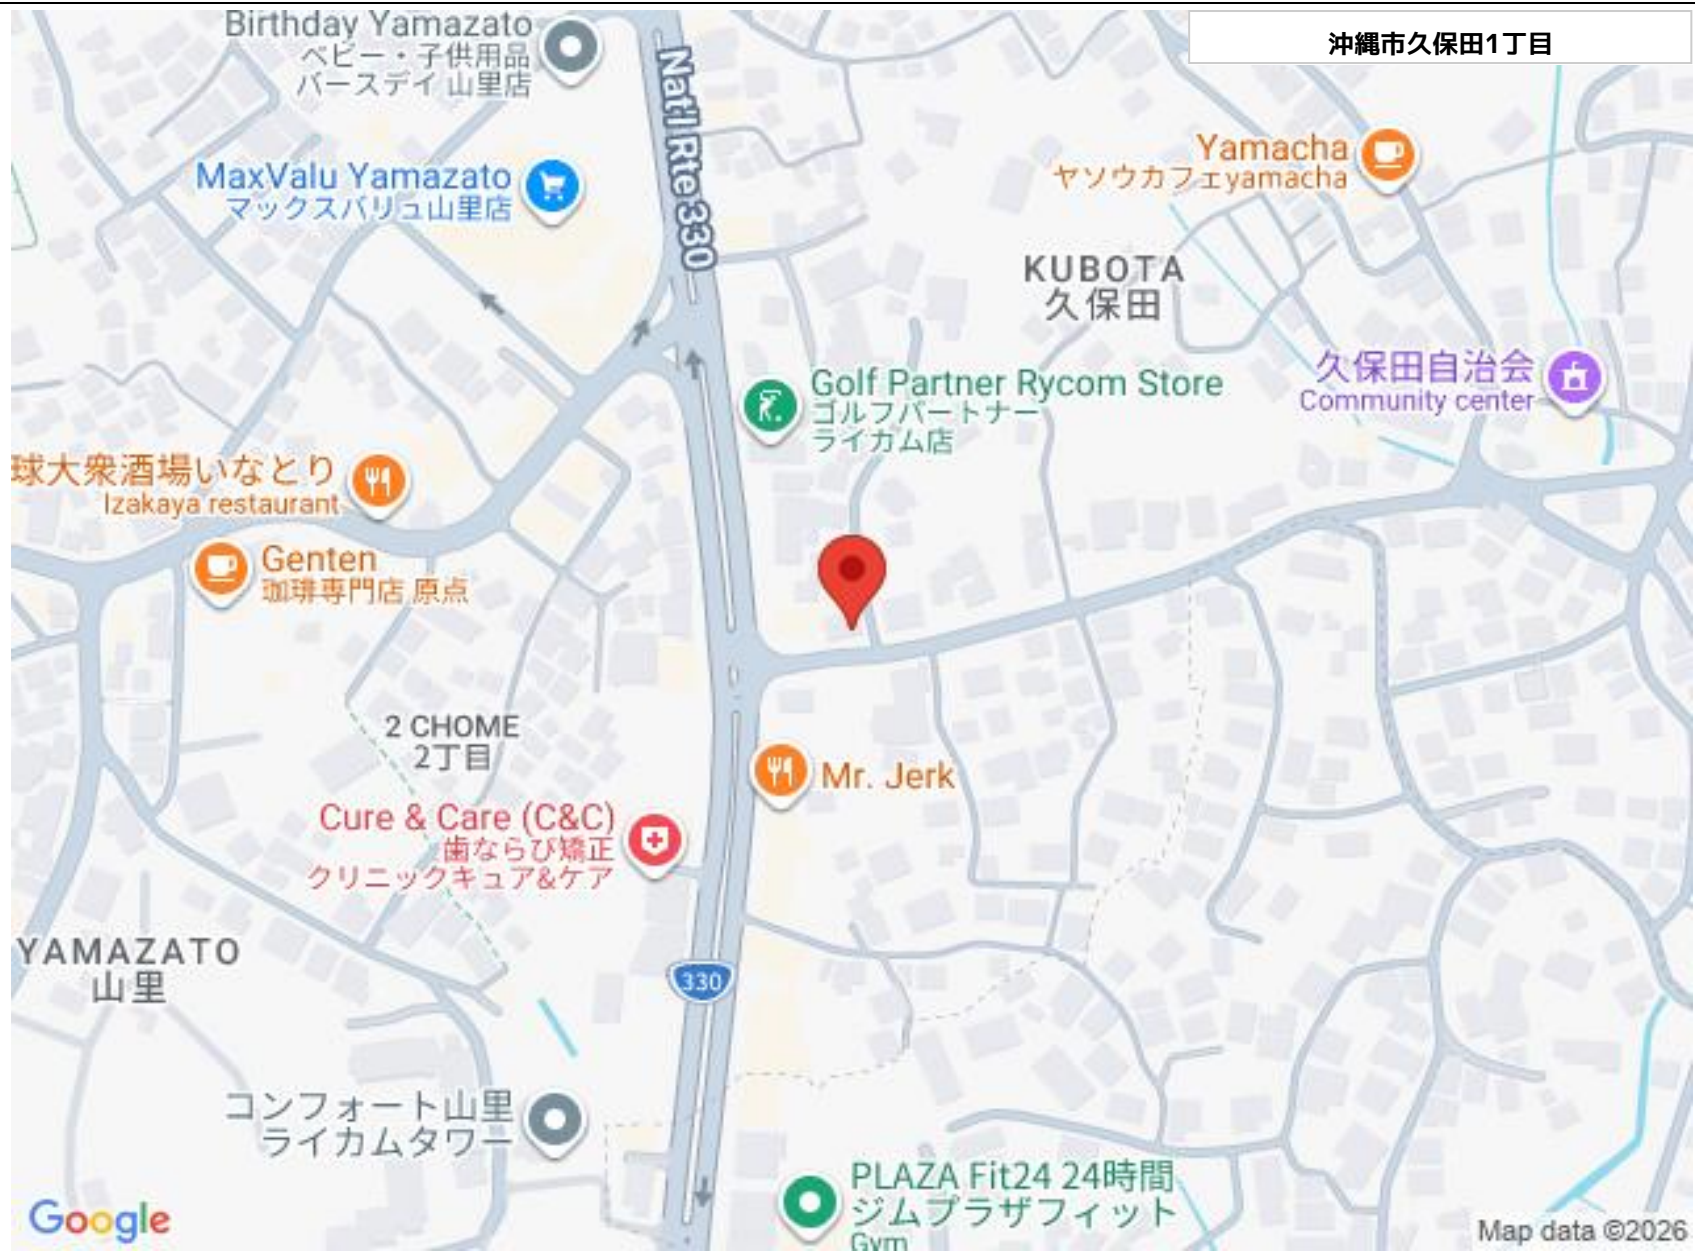 沖縄市久保田1丁目
Birthday Yamazato
ベビー・子供用品
バースデイ 山里店
Nat'l Rte 330
MaxValu Yamazato
マックスバリュ山里店
Yamacha
ヤソウカフェyamacha
KUBOTA
久保田
Golf Partner Rycom Store
ゴルフパートナー
ライカム店
久保田自治会
Community center
球大衆酒場いなとり
Izakaya restaurant
Genten
珈琲専門店 原点
2 CHOME
2丁目
Mr. Jerk
Cure & Care (C&C)
歯ならび矯正
クリニックキュア&ケア
YAMAZATO
山里
330
コンフォート山里
ライカムタワー
PLAZA Fit24 24時間
ジムプラザフィット
Gym
Google
Map data ©2026